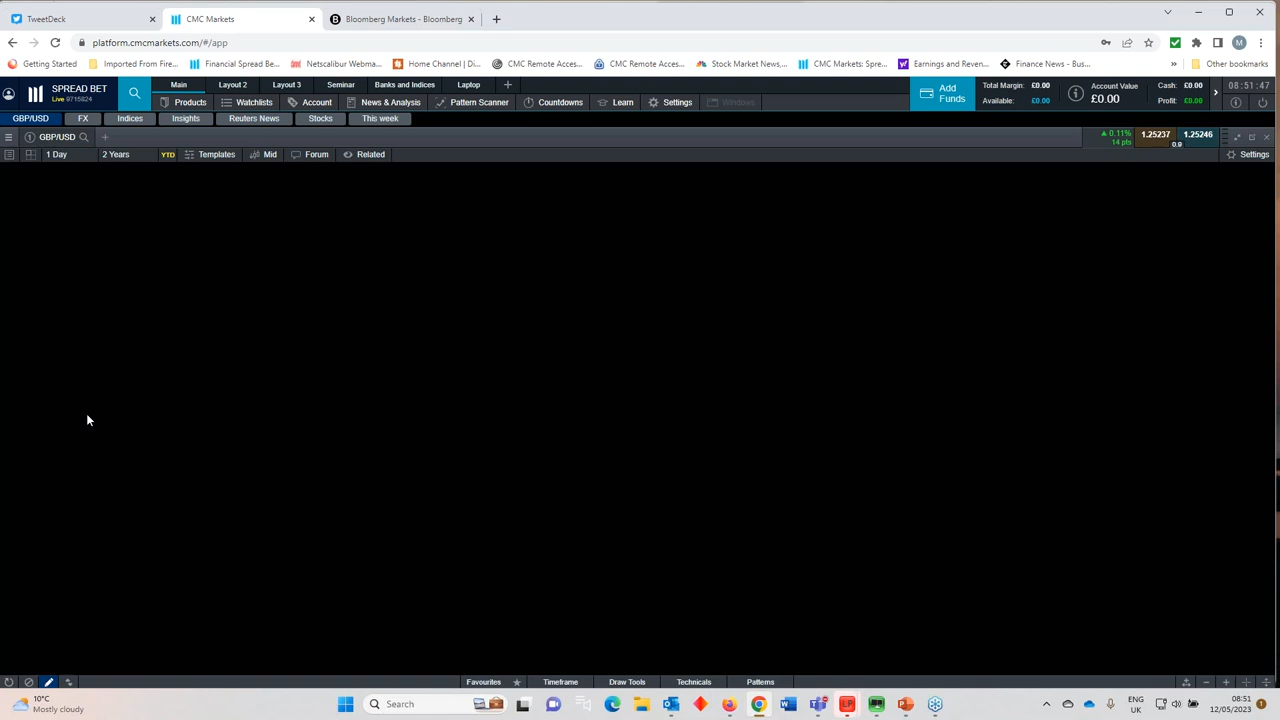 TweetDeck
CMC Markets
Bloomberg Markets - Bloomberg
platform.cmcmarkets.com/#/app
M
Getting Started
Imported From Fire...
Financial Spread Be...
Netscalibur Webma...
Home Channel | Di...
CMC Remote Acces...
CMC Remote Acces...
Stock Market News,...
CMC Markets: Spre...
Earnings and Reven...
Finance News - Bus...
Other bookmarks
SPREAD BET
Live 9715824
Main
Layout 2
Layout 3
Seminar
Banks and Indices
Laptop
Products
Watchlists
Account
News & Analysis
Pattern Scanner
Countdowns
Learn
Settings
Windows
Add
Funds
Total Margin: £0.00
Available: £0.00
Account Value
£0.00
Cash: £0.00
Profit: £0.00
08:51:47
GBP/USD
FX
Indices
Insights
Reuters News
Stocks
This week
1 GBP/USD
0.11%
14 pts
1.25237
0.9
1.25246
1 Day
2 Years
YTD
Templates
Mid
Forum
Related
Settings
Favourites
Timeframe
Draw Tools
Technicals
Patterns
10°C
Mostly cloudy
Search
LP
ENG
UK
08:51
12/05/2023